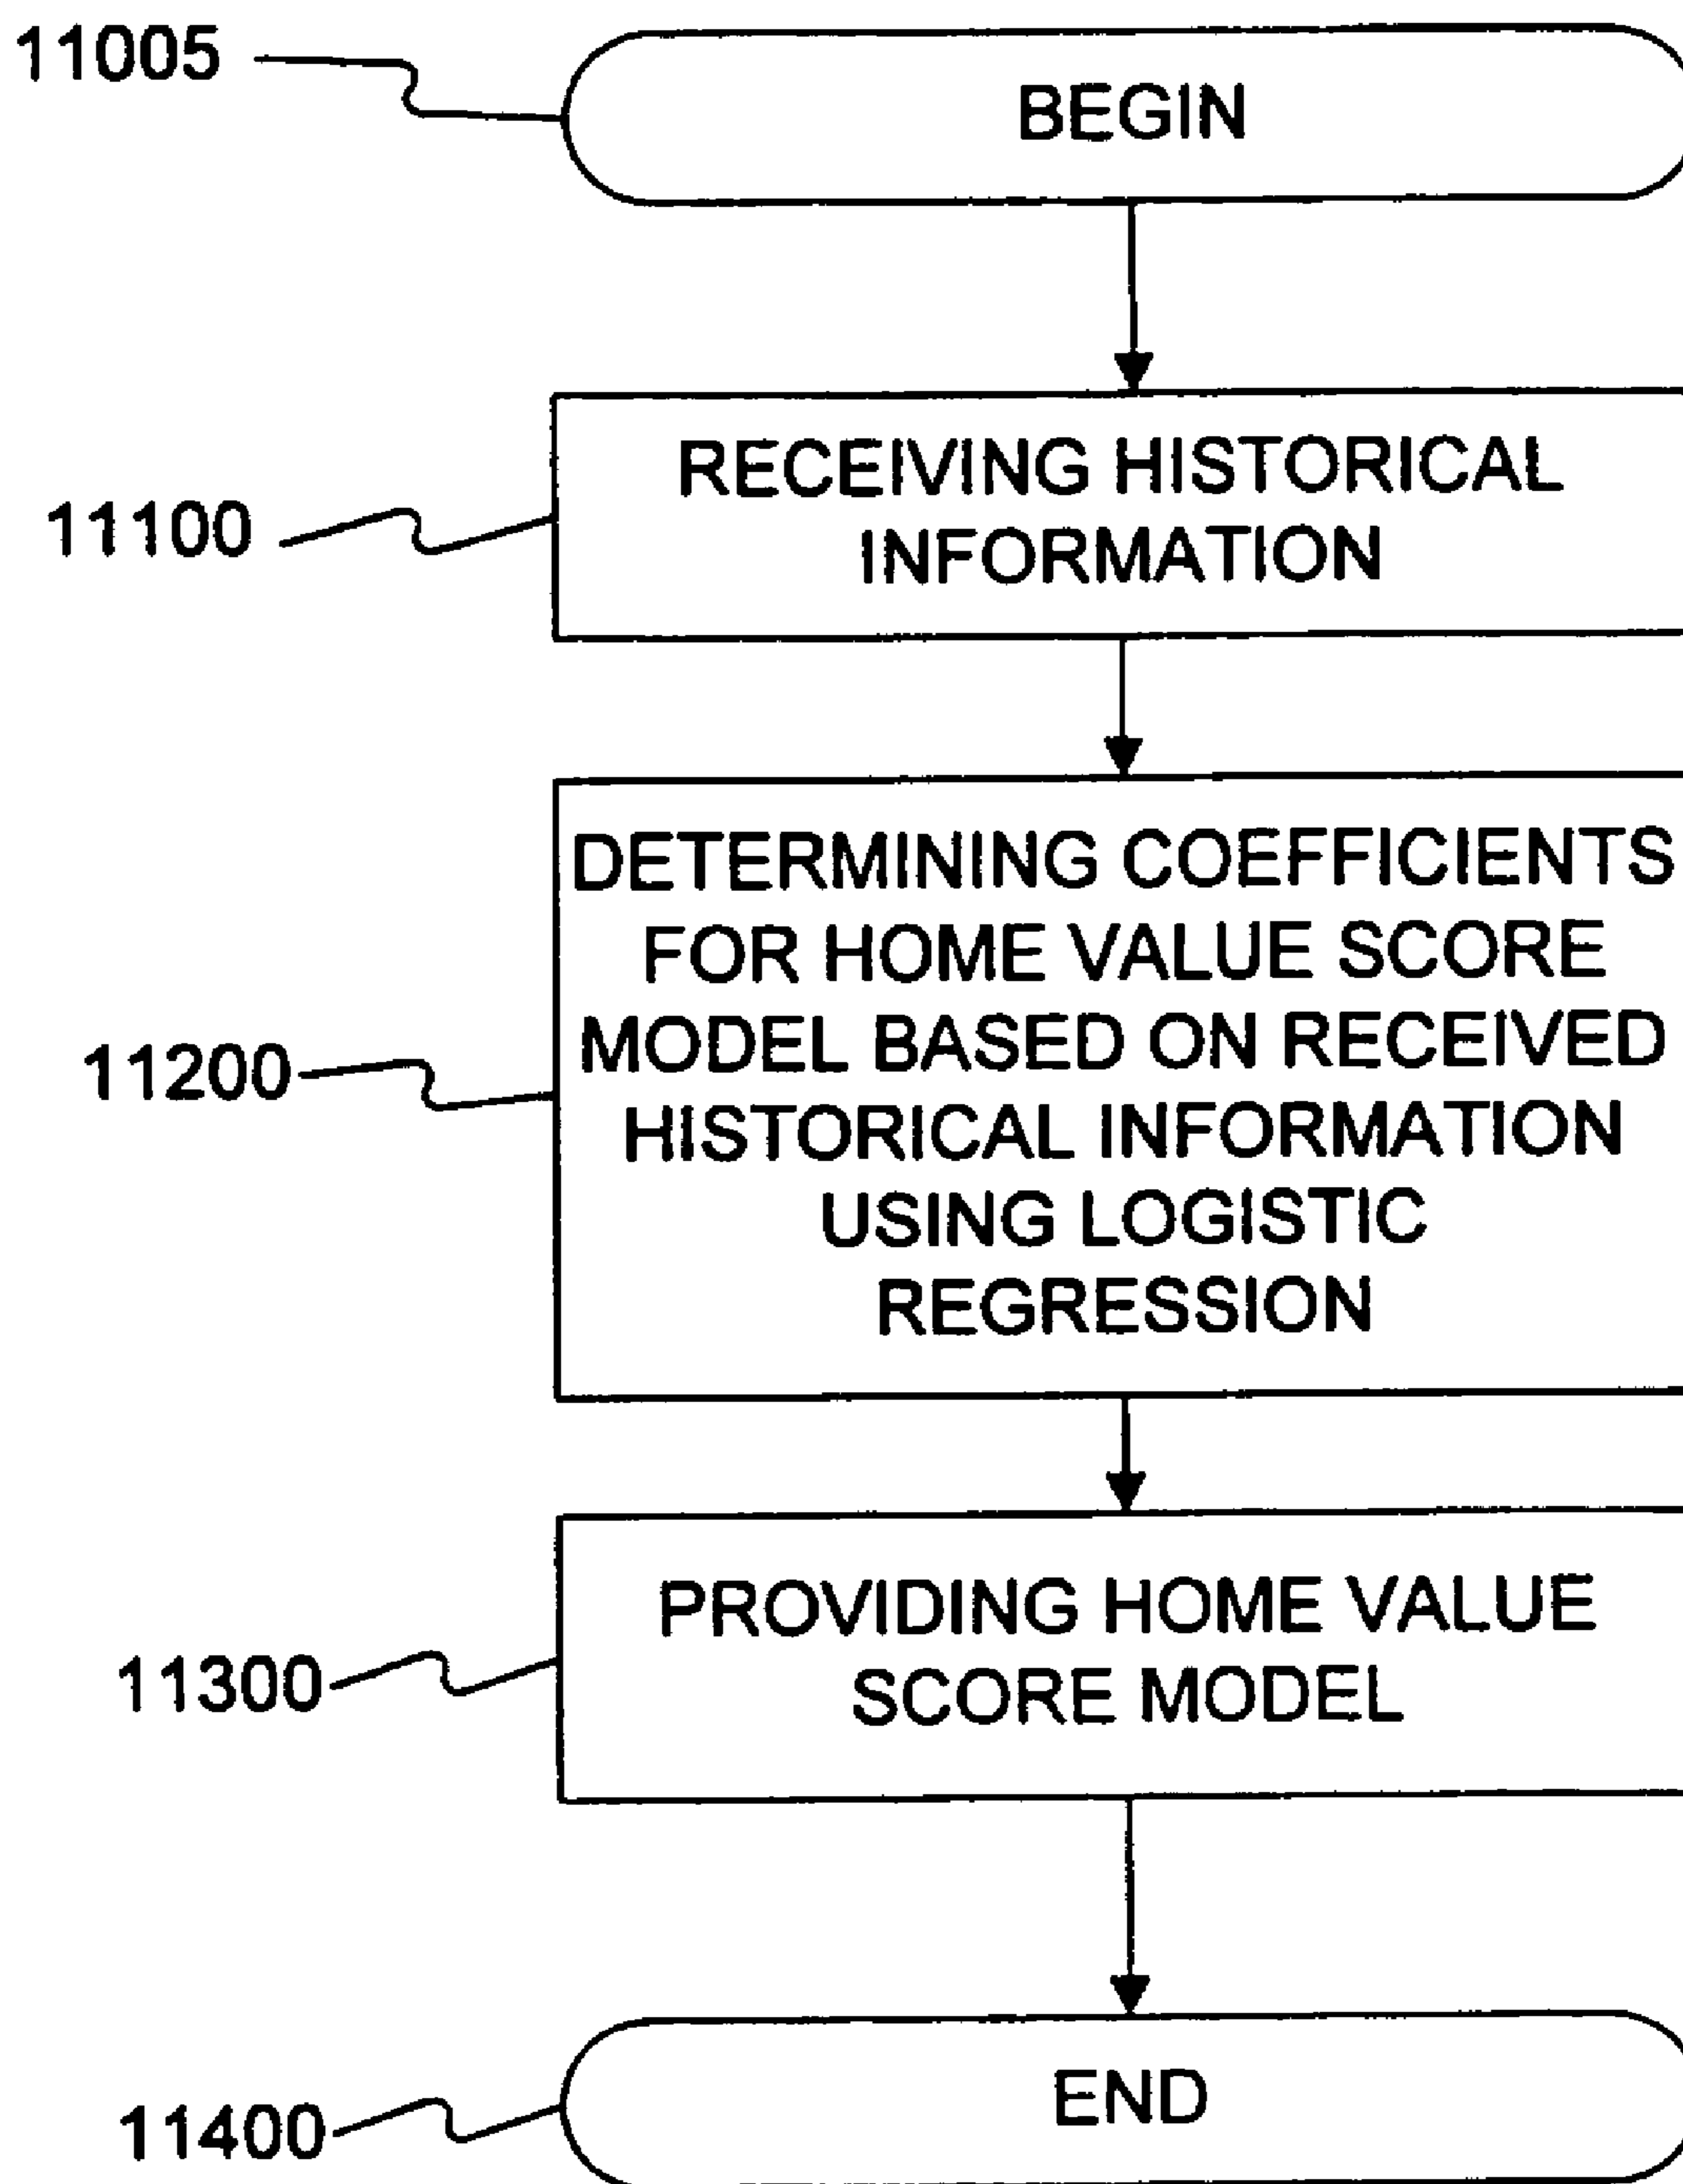 11005
BEGIN
RECEIVING HISTORICAL
INFORMATION
11100
DETERMINING COEFFICIENTS
FOR HOME VALUE SCORE
MODEL BASED ON RECEIVED
HISTORICAL INFORMATION
USING LOGISTIC
REGRESSION
11200
PROVIDING HOME VALUE
SCORE MODEL
11300
END
11400